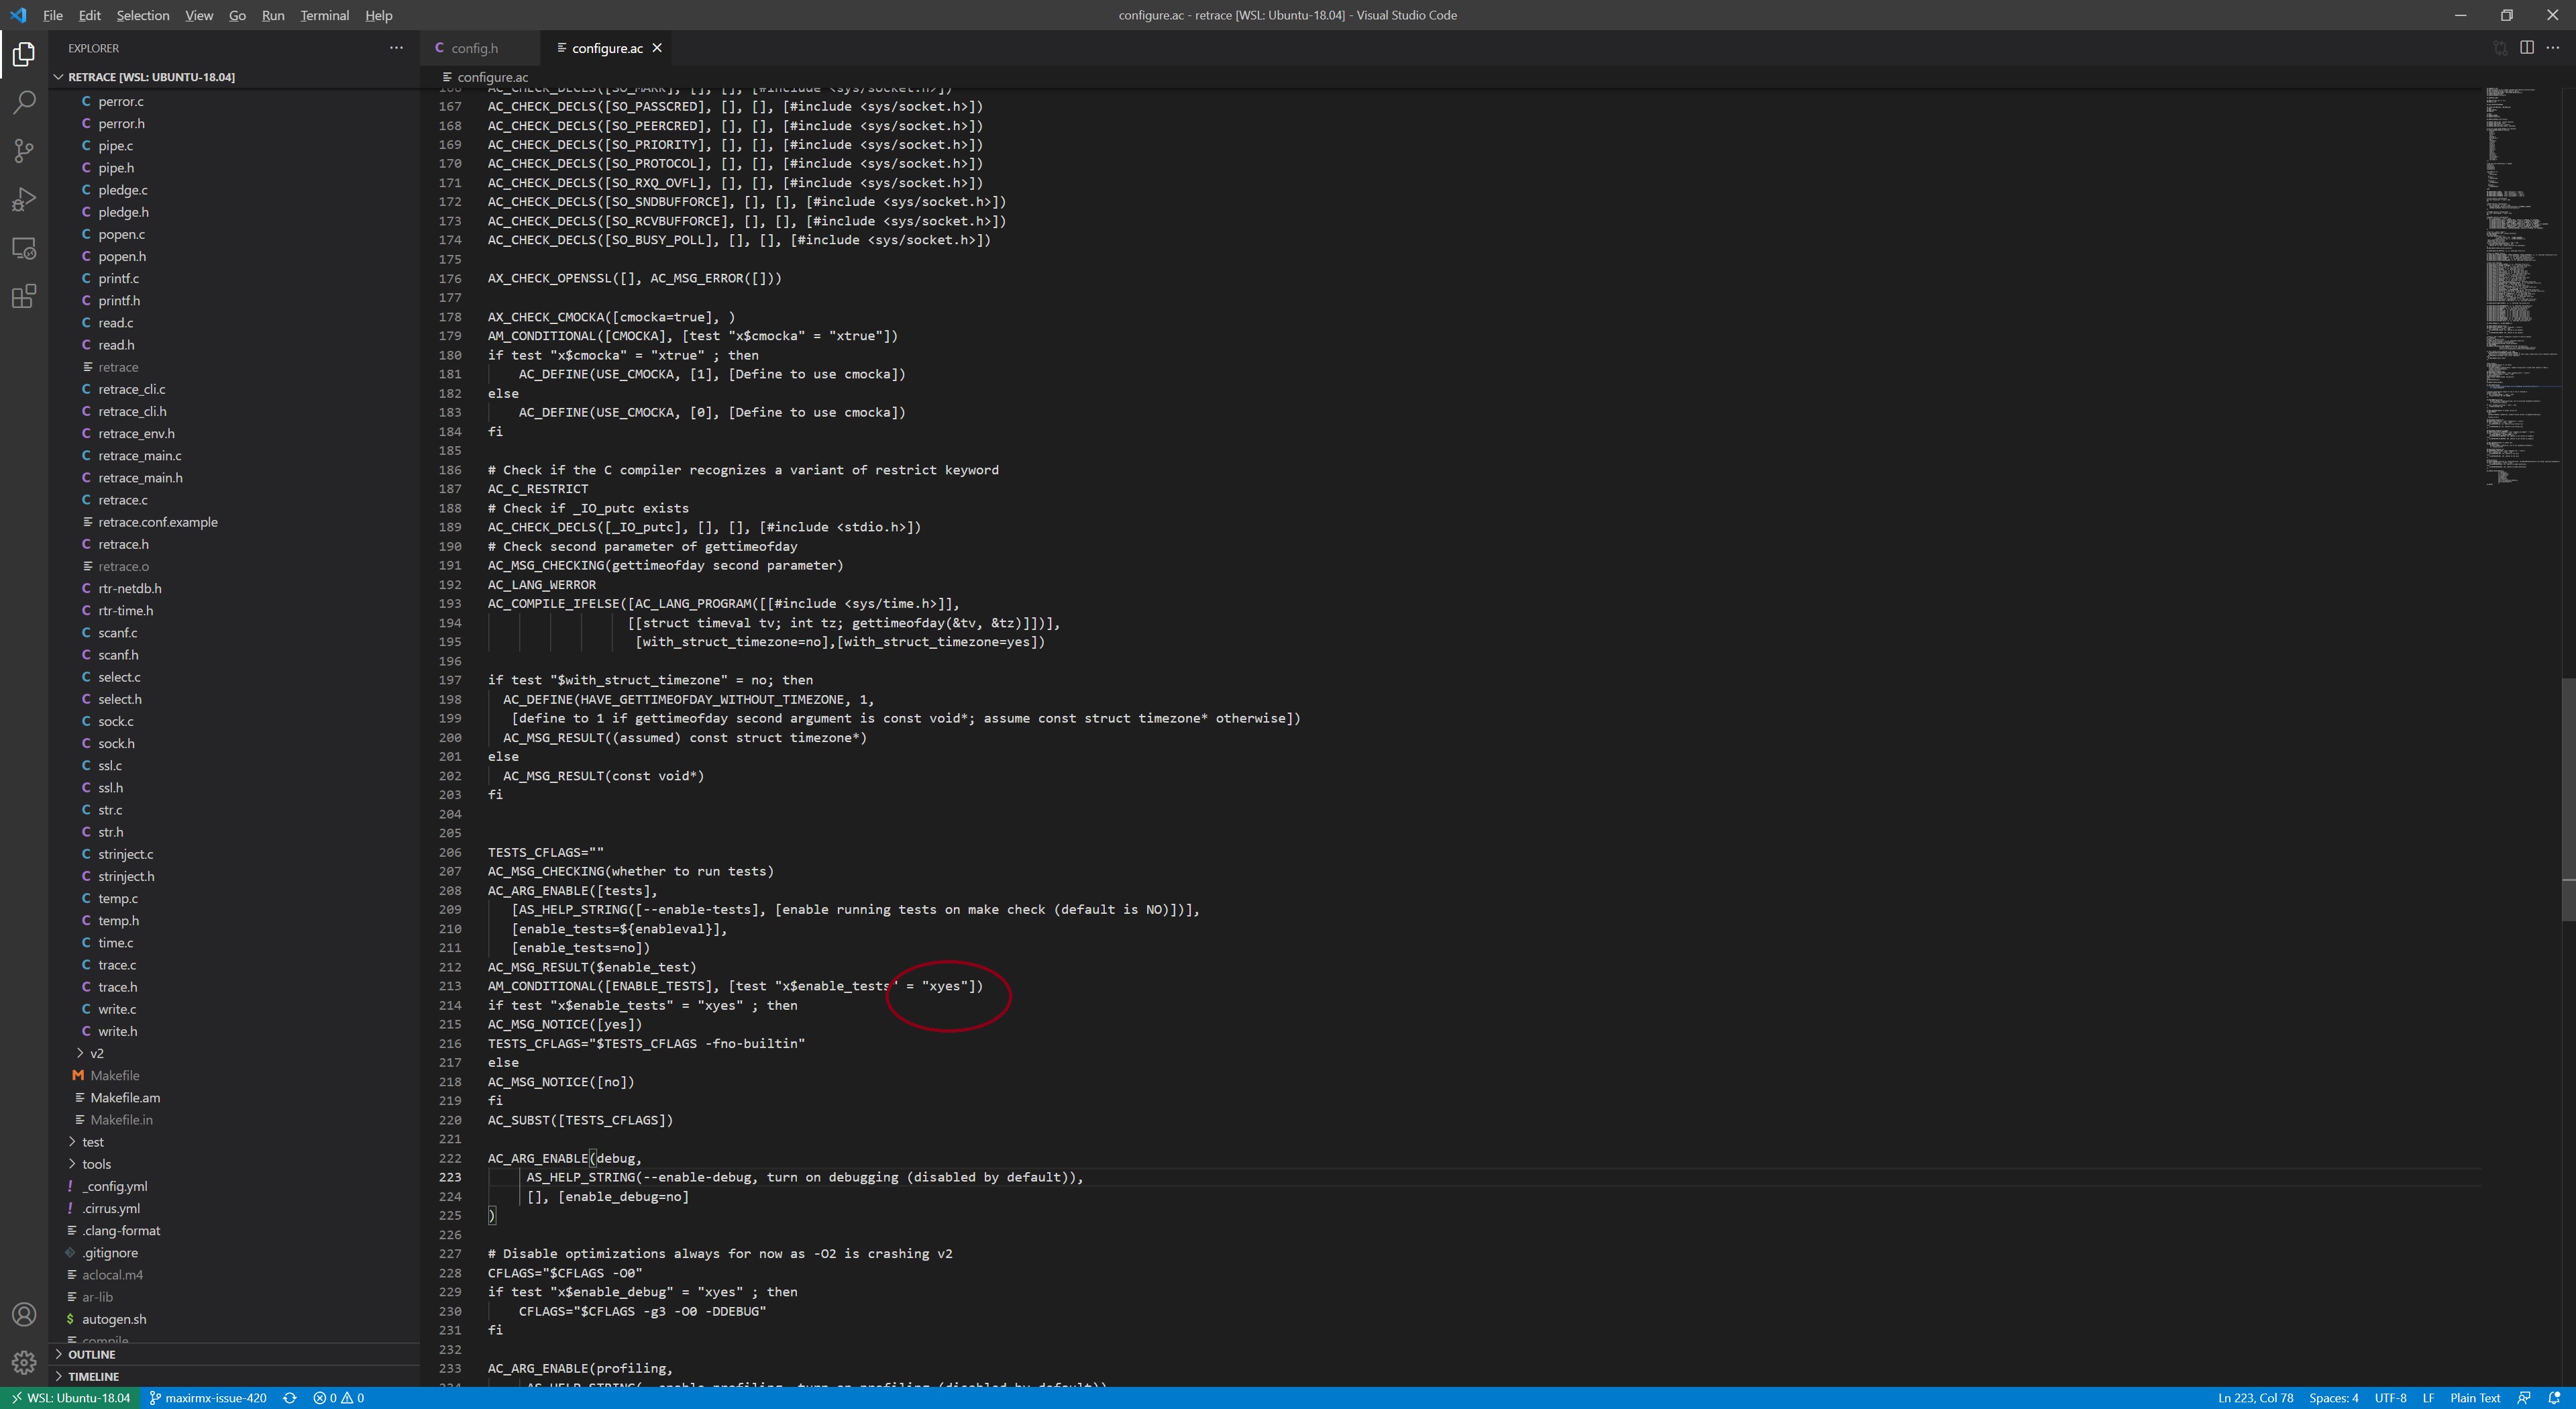 File Edit Selection View Go Run Terminal Help
configure.ac - retrace [WSL: Ubuntu-18.04] - Visual Studio Code
EXPLORER
RETRACE [WSL: UBUNTU-18.04]
perror.c
perror.h
pipe.c
pipe.h
pledge.c
pledge.h
popen.c
popen.h
printf.c
printf.h
read.c
read.h
retrace
retrace_cli.c
retrace_cli.h
retrace_env.h
retrace_main.c
retrace_main.h
retrace.c
retrace.conf.example
retrace.h
retrace.o
rtr-netdb.h
rtr-time.h
scanf.c
scanf.h
select.c
select.h
sock.c
sock.h
ssl.c
ssl.h
str.c
str.h
strinject.c
strinject.h
temp.c
temp.h
time.c
trace.c
trace.h
write.c
write.h
v2
Makefile
Makefile.am
Makefile.in
test
tools
_config.yml
.cirrus.yml
.clang-format
.gitignore
aclocal.m4
ar-lib
autogen.sh
compile
OUTLINE
TIMELINE
config.h
configure.ac
configure.ac
166 AC_CHECK_DECLS([SO_MARK], [], [], [#include <sys/socket.h>])
167 AC_CHECK_DECLS([SO_PASSCRED], [], [], [#include <sys/socket.h>])
168 AC_CHECK_DECLS([SO_PEERCRED], [], [], [#include <sys/socket.h>])
169 AC_CHECK_DECLS([SO_PRIORITY], [], [], [#include <sys/socket.h>])
170 AC_CHECK_DECLS([SO_PROTOCOL], [], [], [#include <sys/socket.h>])
171 AC_CHECK_DECLS([SO_RXQ_OVFL], [], [], [#include <sys/socket.h>])
172 AC_CHECK_DECLS([SO_SNDBUFFORCE], [], [], [#include <sys/socket.h>])
173 AC_CHECK_DECLS([SO_RCVBUFFORCE], [], [], [#include <sys/socket.h>])
174 AC_CHECK_DECLS([SO_BUSY_POLL], [], [], [#include <sys/socket.h>])
175
176 AX_CHECK_OPENSSL([], AC_MSG_ERROR([]))
177
178 AX_CHECK_CMOCKA([cmocka=true], )
179 AM_CONDITIONAL([CMOCKA], [test "x$cmocka" = "xtrue"])
180 if test "x$cmocka" = "xtrue" ; then
181 AC_DEFINE(USE_CMOCKA, [1], [Define to use cmocka])
182 else
183 AC_DEFINE(USE_CMOCKA, [0], [Define to use cmocka])
184 fi
185
186 # Check if the C compiler recognizes a variant of restrict keyword
187 AC_C_RESTRICT
188 # Check if _IO_putc exists
189 AC_CHECK_DECLS([_IO_putc], [], [], [#include <stdio.h>])
190 # Check second parameter of gettimeofday
191 AC_MSG_CHECKING(gettimeofday second parameter)
192 AC_LANG_WERROR
193 AC_COMPILE_IFELSE([AC_LANG_PROGRAM([[#include <sys/time.h>]],
194 [[struct timeval tv; int tz; gettimeofday(&tv, &tz)]])],
195 [with_struct_timezone=no],[with_struct_timezone=yes])
196
197 if test "$with_struct_timezone" = no; then
198 AC_DEFINE(HAVE_GETTIMEOFDAY_WITHOUT_TIMEZONE, 1,
199 [define to 1 if gettimeofday second argument is const void*; assume const struct timezone* otherwise])
200 AC_MSG_RESULT((assumed) const struct timezone*)
201 else
202 AC_MSG_RESULT(const void*)
203 fi
204
205
206 TESTS_CFLAGS=""
207 AC_MSG_CHECKING(whether to run tests)
208 AC_ARG_ENABLE([tests],
209 [AS_HELP_STRING([--enable-tests], [enable running tests on make check (default is NO)])],
210 [enable_tests=${enableval}],
211 [enable_tests=no])
212 AC_MSG_RESULT($enable_test)
213 AM_CONDITIONAL([ENABLE_TESTS], [test "x$enable_tests" = "xyes"])
214 if test "x$enable_tests" = "xyes" ; then
215 AC_MSG_NOTICE([yes])
216 TESTS_CFLAGS="$TESTS_CFLAGS -fno-builtin"
217 else
218 AC_MSG_NOTICE([no])
219 fi
220 AC_SUBST([TESTS_CFLAGS])
221
222 AC_ARG_ENABLE(debug,
223 AS_HELP_STRING(--enable-debug, turn on debugging (disabled by default)),
224 [], [enable_debug=no]
225 )
226
227 # Disable optimizations always for now as -O2 is crashing v2
228 CFLAGS="$CFLAGS -O0"
229 if test "x$enable_debug" = "xyes" ; then
230 CFLAGS="$CFLAGS -g3 -O0 -DDEBUG"
231 fi
232
233 AC_ARG_ENABLE(profiling,
234 AS_HELP_STRING(--enable-profiling, turn on profiling (disabled by default)),
WSL: Ubuntu-18.04 maxirmx-issue-420 0 0 Ln 223, Col 78 Spaces: 4 UTF-8 LF Plain Text